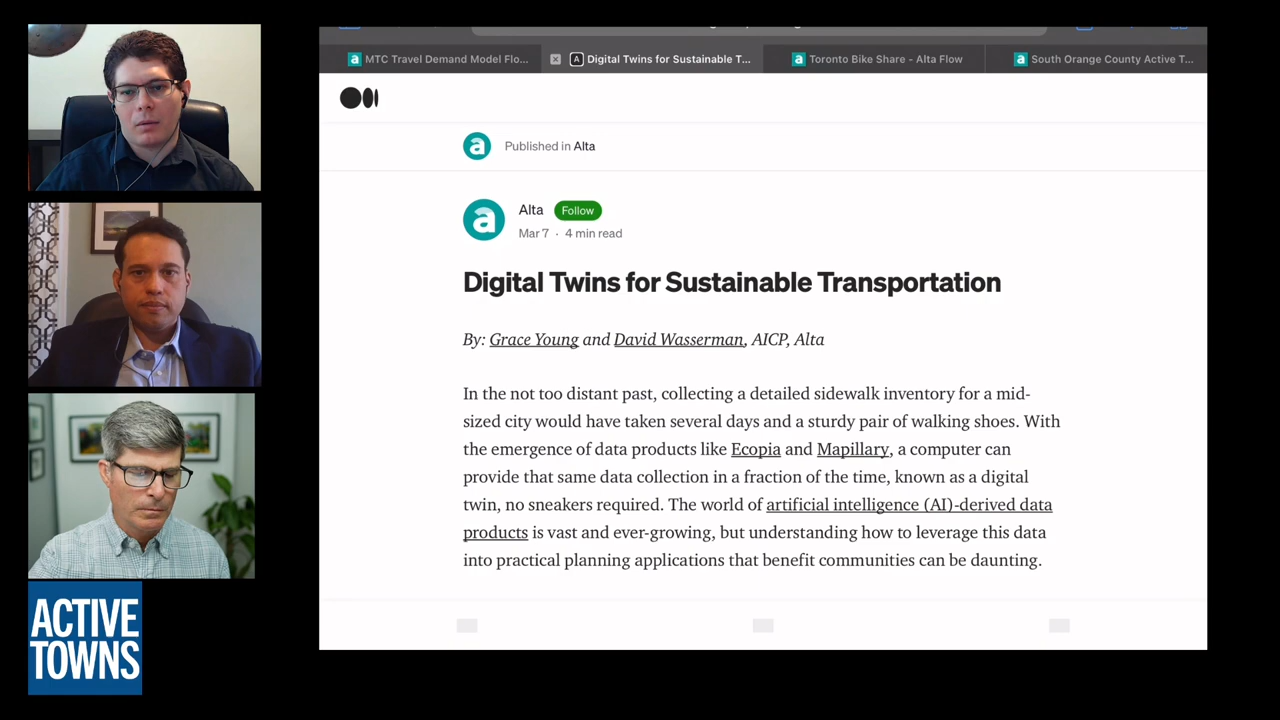 MTC Travel Demand Model Flo...
Digital Twins for Sustainable T...
Toronto Bike Share - Alta Flow
South Orange County Active T...
Published in Alta
Alta Follow
Mar 7 · 4 min read
Digital Twins for Sustainable Transportation
By: Grace Young and David Wasserman, AICP, Alta
In the not too distant past, collecting a detailed sidewalk inventory for a mid-
sized city would have taken several days and a sturdy pair of walking shoes. With
the emergence of data products like Ecopia and Mapillary, a computer can
provide that same data collection in a fraction of the time, known as a digital
twin, no sneakers required. The world of artificial intelligence (AI)-derived data
products is vast and ever-growing, but understanding how to leverage this data
into practical planning applications that benefit communities can be daunting.
ACTIVE
TOWNS